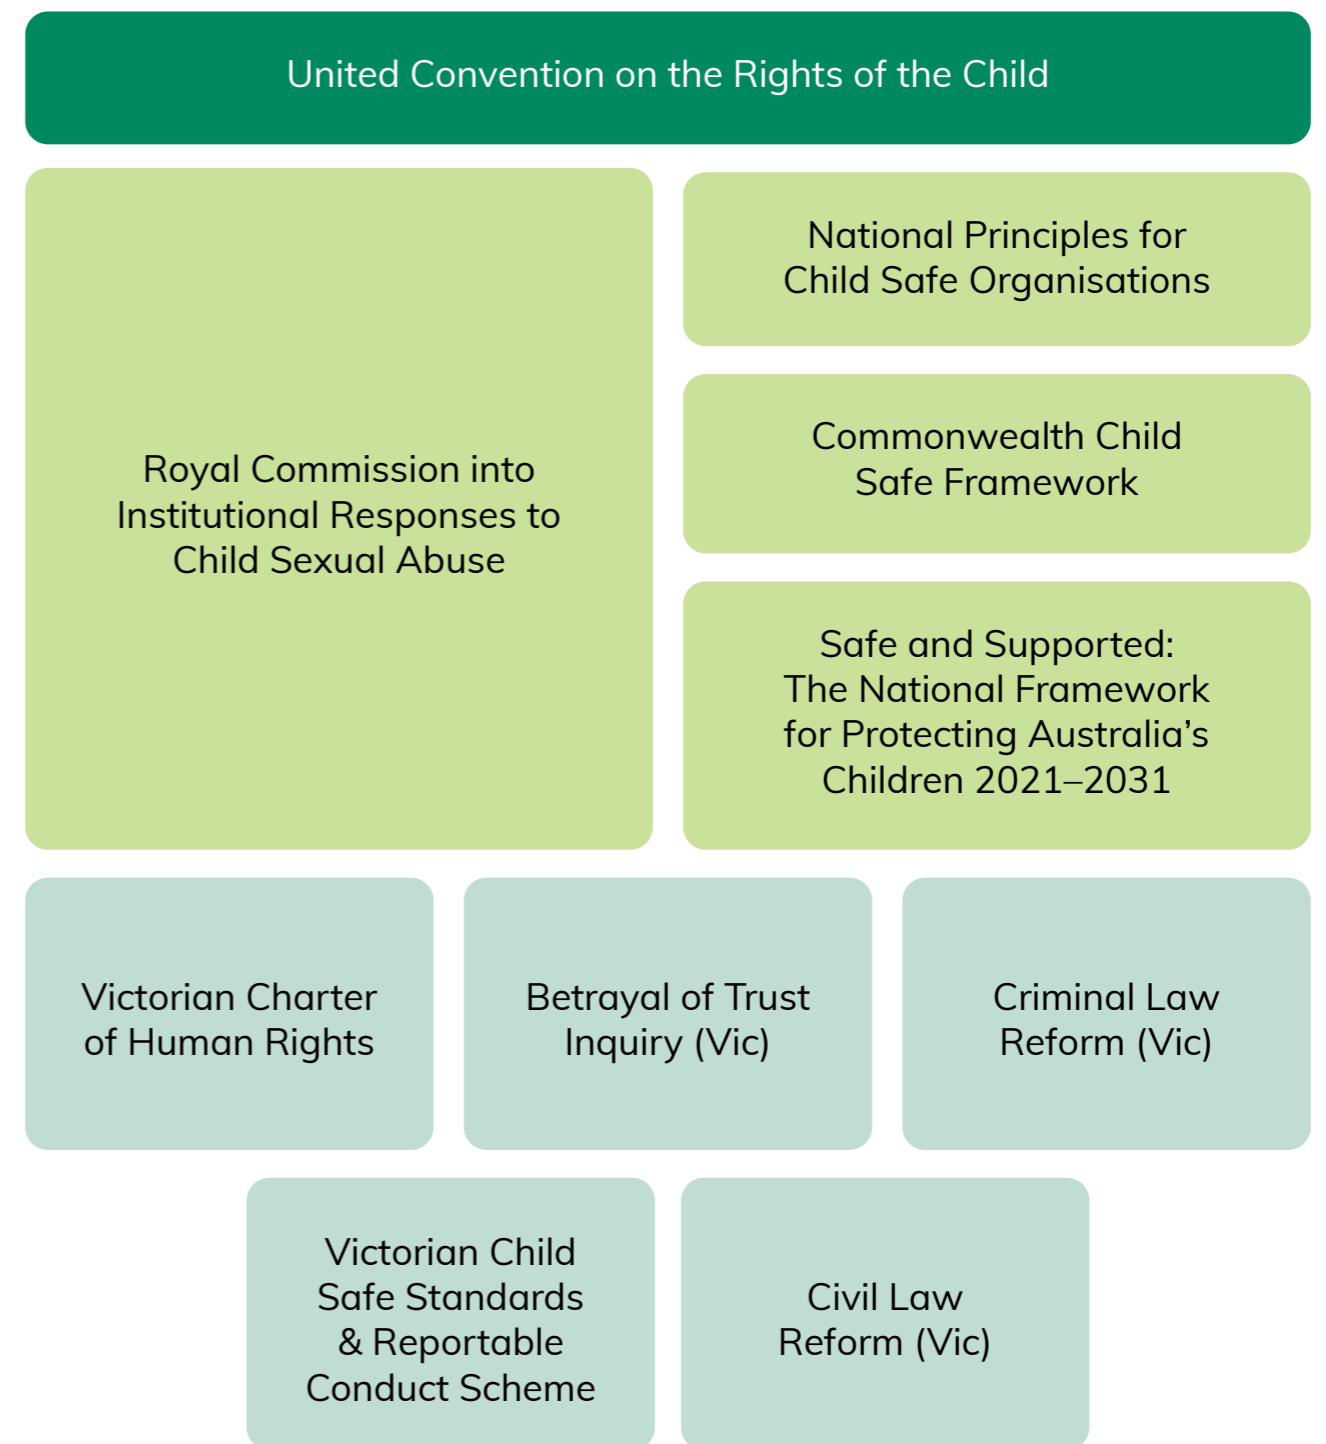 United Convention on the Rights of the Child
Royal Commission into
Institutional Responses to
Child Sexual Abuse
National Principles for
Child Safe Organisations
Commonwealth Child
Safe Framework
Safe and Supported:
The National Framework
for Protecting Australia’s
Children 2021–2031
Victorian Charter
of Human Rights
Betrayal of Trust
Inquiry (Vic)
Criminal Law
Reform (Vic)
Victorian Child
Safe Standards
& Reportable
Conduct Scheme
Civil Law
Reform (Vic)